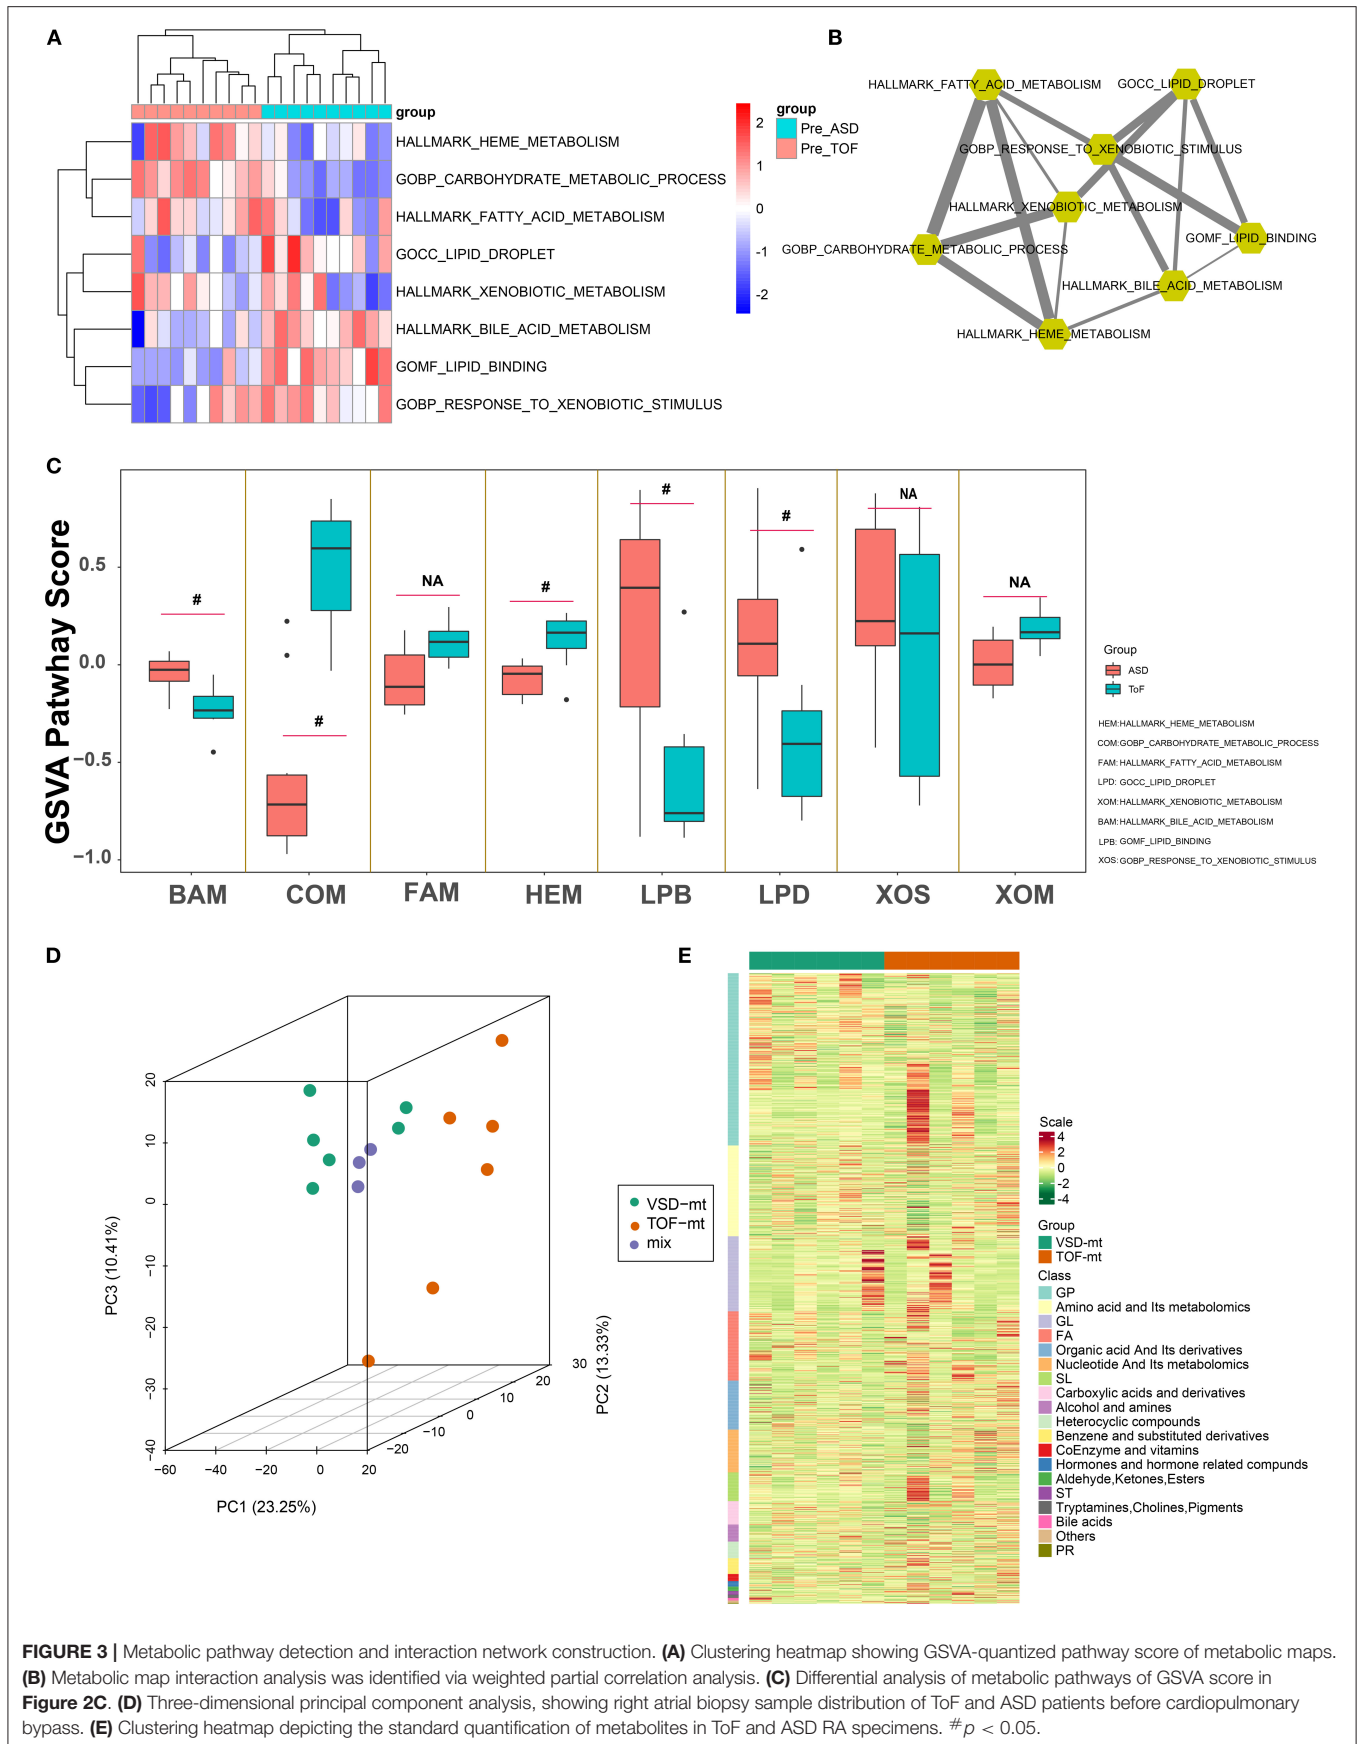 A
group
HALLMARK_HEME_METABOLISM
GOBP_CARBOHYDRATE_METABOLIC_PROCESS
HALLMARK_FATTY_ACID_METABOLISM
GOCC_LIPID_DROPLET
HALLMARK_XENOBIOTIC_METABOLISM
HALLMARK_BILE_ACID_METABOLISM
GOMF_LIPID_BINDING
GOBP_RESPONSE_TO_XENOBIOTIC_STIMULUS
2
1
0
-1
-2
group
Pre_ASD
Pre_TOF
B
HALLMARK_FATTY_ACID_METABOLISM
GOCC_LIPID_DROPLET
GOBP_RESPONSE_TO_XENOBIOTIC_STIMULUS
HALLMARK_XENOBIOTIC_METABOLISM
GOBP_CARBOHYDRATE_METABOLIC_PROCESS
GOMF_LIPID_BINDING
HALLMARK_BILE_ACID_METABOLISM
HALLMARK_HEME_METABOLISM
C
GSVA Patwhay Score
0.5
0.0
−0.5
−1.0
#
#
NA
#
#
#
NA
NA
BAM
COM
FAM
HEM
LPB
LPD
XOS
XOM
Group
ASD
ToF
HEM:HALLMARK_HEME_METABOLISM
COM:GOBP_CARBOHYDRATE_METABOLIC_PROCESS
FAM:HALLMARK_FATTY_ACID_METABOLISM
LPD: GOCC_LIPID_DROPLET
XOM:HALLMARK_XENOBIOTIC_METABOLISM
BAM:HALLMARK_BILE_ACID_METABOLISM
LPB: GOMF_LIPID_BINDING
XOS:GOBP_RESPONSE_TO_XENOBIOTIC_STIMULUS
D
PC3 (10.41%)
20
10
0
−10
−20
−30
−40
−60
−40
−20
0
20
PC1 (23.25%)
−20
−10
0
10
20
30
PC2 (13.33%)
VSD−mt
TOF−mt
mix
E
Scale
4
2
0
-2
-4
Group
VSD-mt
TOF-mt
Class
GP
Amino acid and Its metabolomics
GL
FA
Organic acid And Its derivatives
Nucleotide And Its metabolomics
SL
Carboxylic acids and derivatives
Alcohol and amines
Heterocyclic compounds
Benzene and substituted derivatives
CoEnzyme and vitamins
Hormones and hormone related compunds
Aldehyde,Ketones,Esters
ST
Tryptamines,Cholines,Pigments
Bile acids
Others
PR
FIGURE 3 | Metabolic pathway detection and interaction network construction. (A) Clustering heatmap showing GSVA-quantized pathway score of metabolic maps.
(B) Metabolic map interaction analysis was identified via weighted partial correlation analysis. (C) Differential analysis of metabolic pathways of GSVA score in
Figure 2C. (D) Three-dimensional principal component analysis, showing right atrial biopsy sample distribution of ToF and ASD patients before cardiopulmonary
bypass. (E) Clustering heatmap depicting the standard quantification of metabolites in ToF and ASD RA specimens. #p < 0.05.